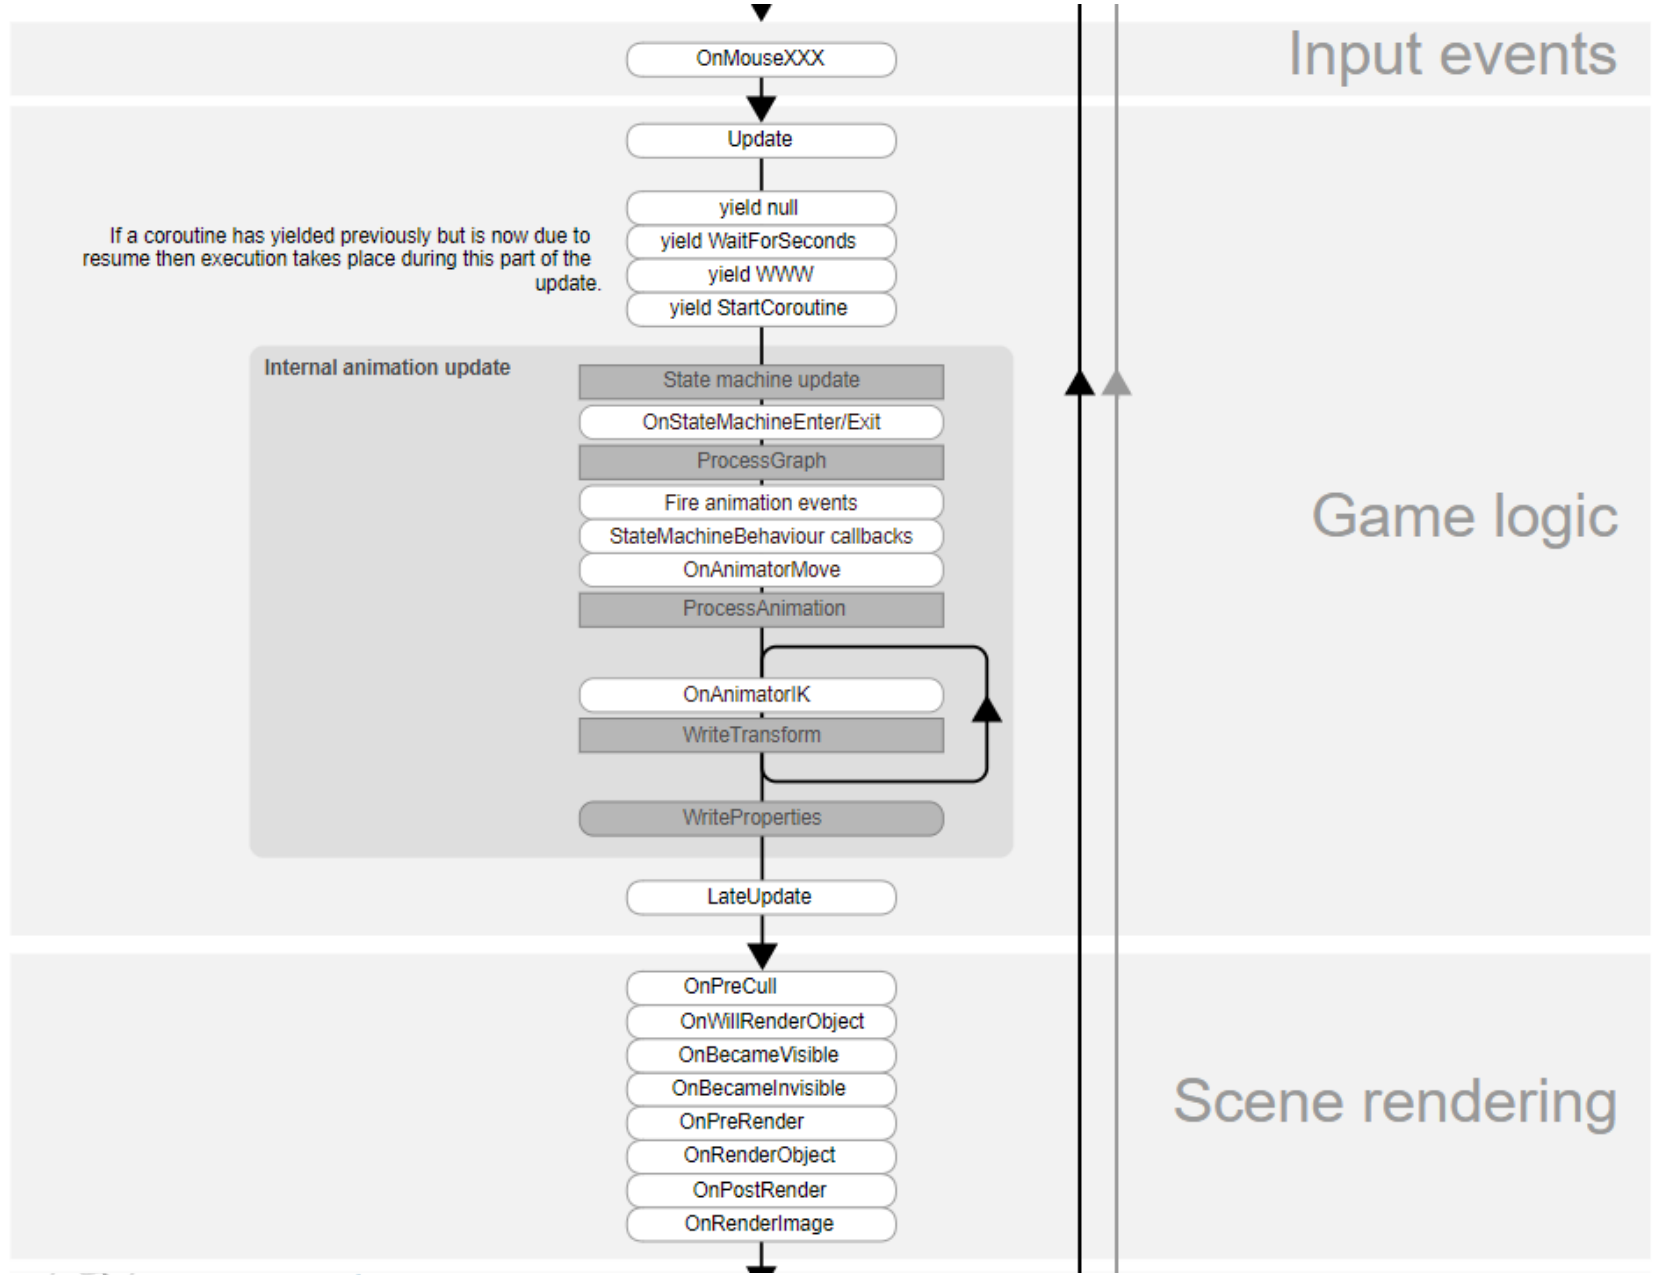 OnMouseXXX
Input events
Update
yield null
If a coroutine has yielded previously but is now due to
resume then execution takes place during this part of the
update.
yield WaitForSeconds
yield WWW
yield StartCoroutine
Internal animation update
State machine update
OnStateMachineEnter/Exit
ProcessGraph
Fire animation events
StateMachineBehaviour callbacks
OnAnimatorMove
ProcessAnimation
Game logic
OnAnimatorIK
WriteTransform
WriteProperties
LateUpdate
OnPreCull
OnWillRenderObject
OnBecameVisible
OnBecameInvisible
OnPreRender
OnRenderObject
OnPostRender
OnRenderImage
Scene rendering